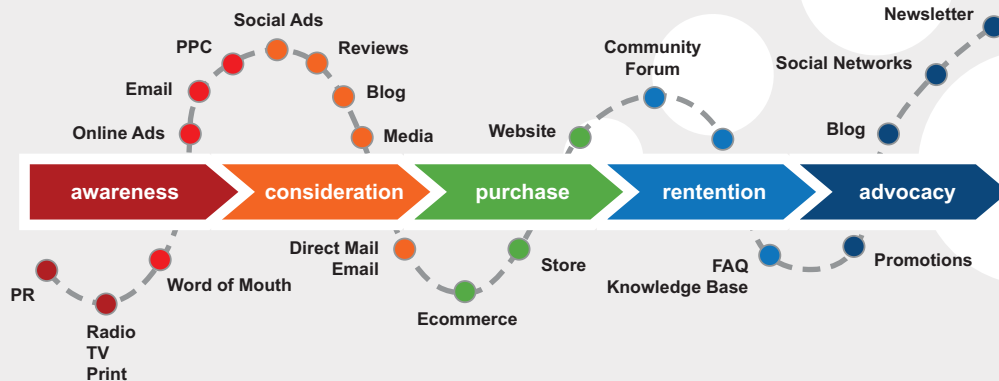 Social Ads
Newsletter
PPC
Reviews
Community
Forum
Social Networks
Email
Blog
Online Ads
Media
Website
Blog
awareness
consideration
purchase
rentention
advocacy
Direct Mail
Email
Store
FAQ
Knowledge Base
Promotions
PR
Word of Mouth
Ecommerce
Radio
TV
Print